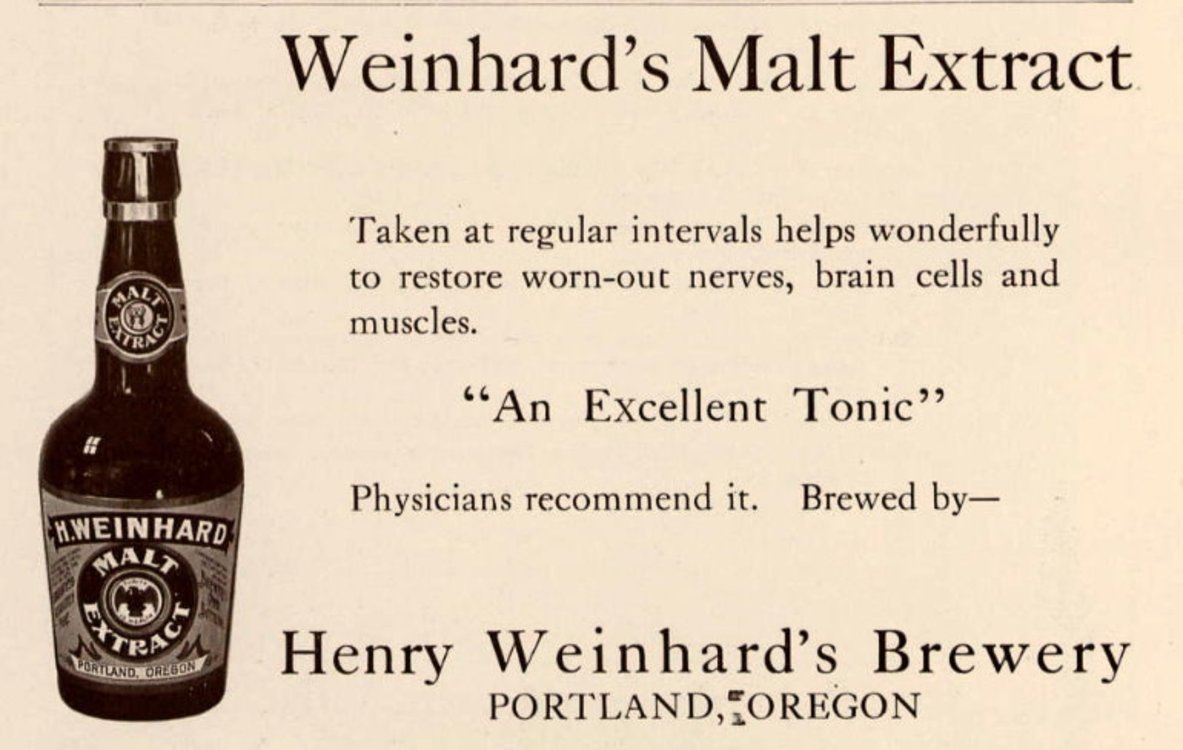 Weinhard's Malt Extract
Taken at regular intervals helps wonderfully
to restore worn-out nerves, brain cells and
muscles.
"An Excellent Tonic"
Physicians recommend it. Brewed by—
Henry Weinhard's Brewery
PORTLAND, OREGON
MALT
EXTRACT
H. WEINHARD
MALT
EXTRACT
PORTLAND, OREGON